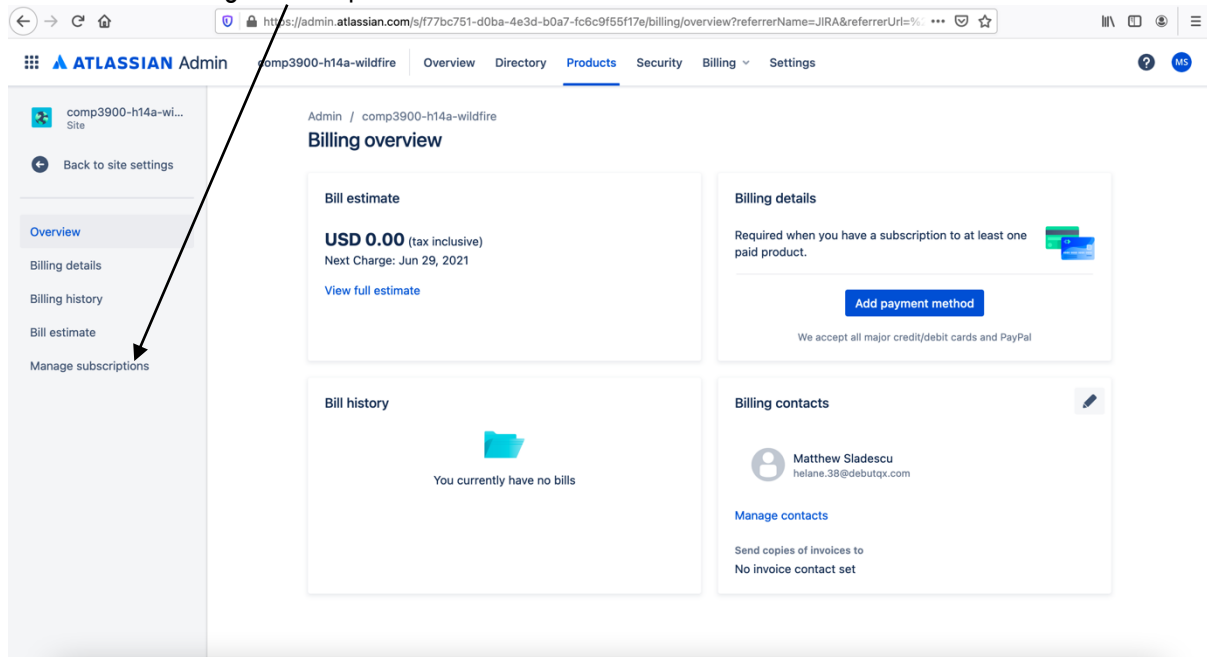 https://admin.atlassian.com/s/f77bc751-d0ba-4e3d-b0a7-fc6c9f55f17e/billing/overview?referrerName=JIRA&referrerUrl=%
ATLASSIAN Admin
comp3900-h14a-wildfire Overview Directory Products Security Billing Settings
MS
comp3900-h14a-wi...
Site
Back to site settings
Overview
Billing details
Billing history
Bill estimate
Manage subscriptions
Admin / comp3900-h14a-wildfire
Billing overview
Bill estimate
USD 0.00 (tax inclusive)
Next Charge: Jun 29, 2021
View full estimate
Billing details
Required when you have a subscription to at least one
paid product.
Add payment method
We accept all major credit/debit cards and PayPal
Bill history
You currently have no bills
Billing contacts
Matthew Sladescu
helane.38@debutqx.com
Manage contacts
Send copies of invoices to
No invoice contact set